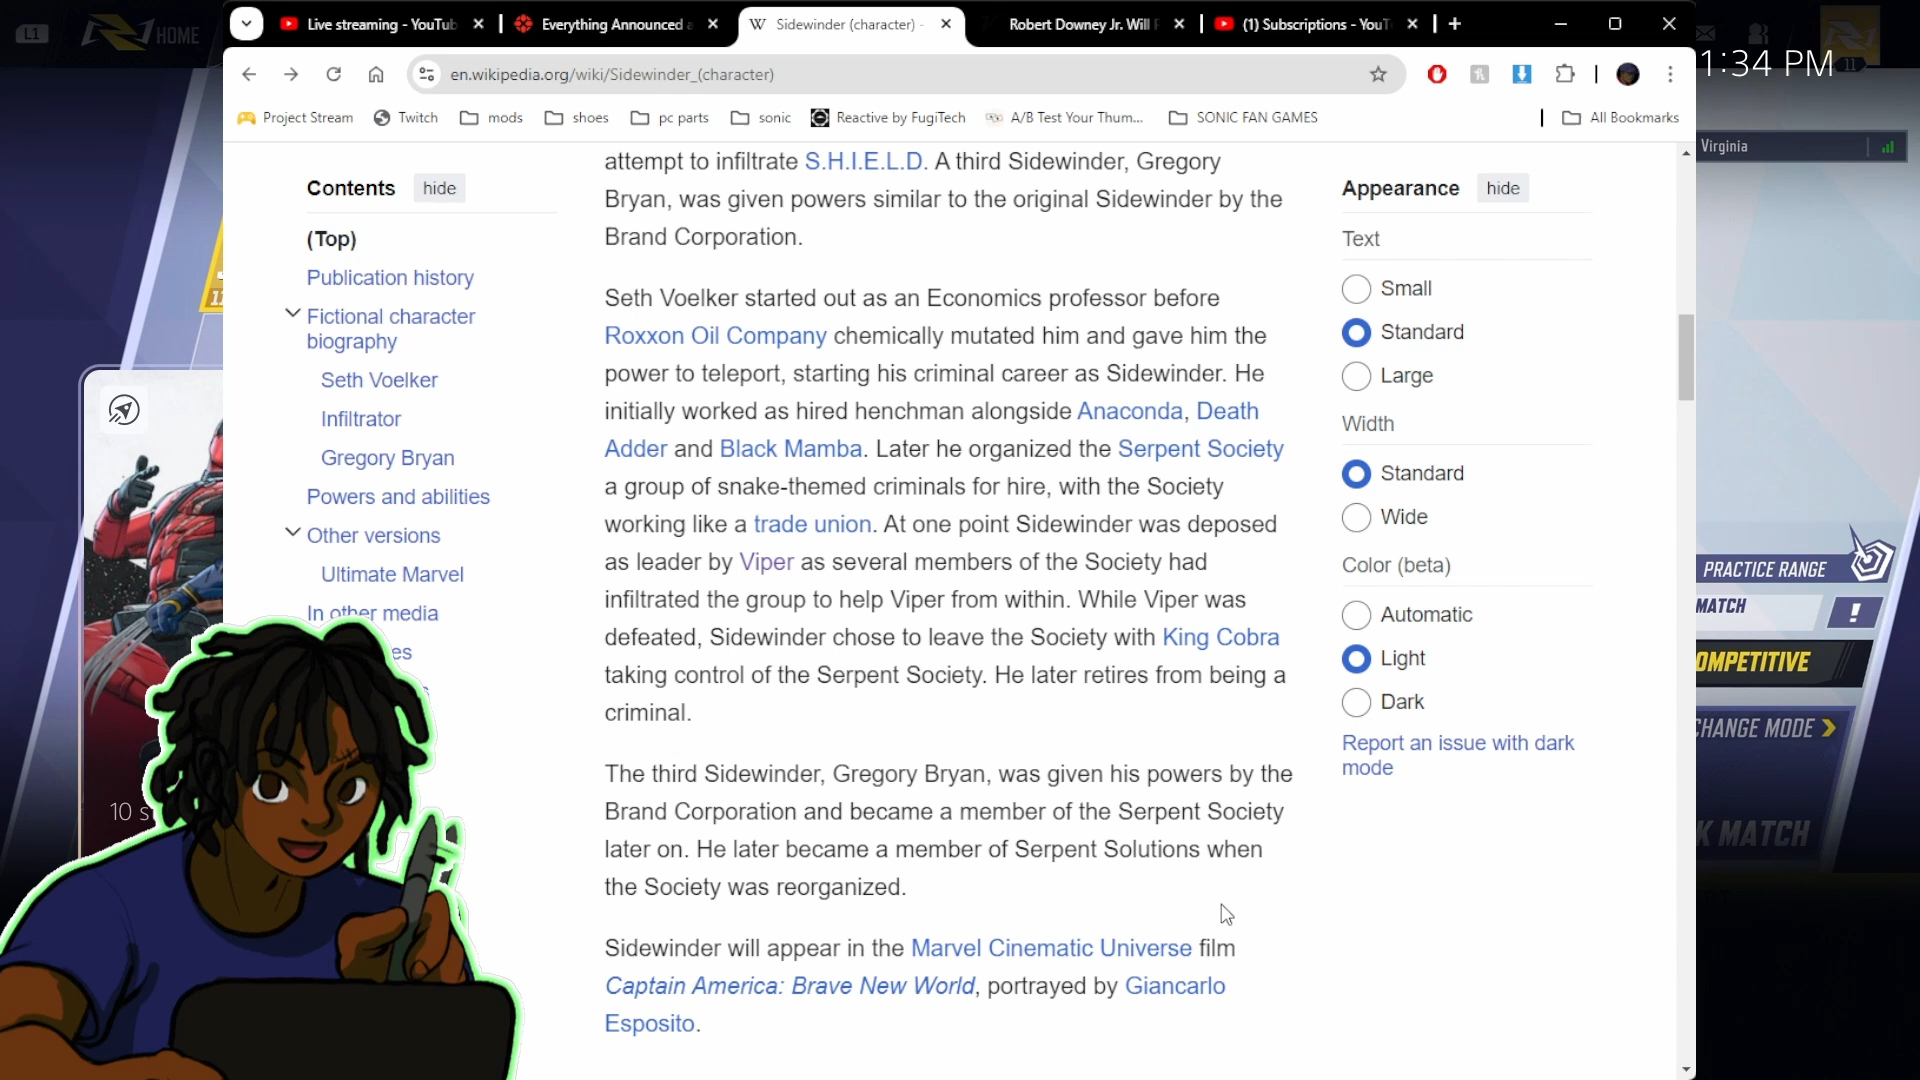 Live streaming - YouTub
Everything Announced a
W Sidewinder (character) -
Robert Downey Jr. Will
(1) Subscriptions - YouT
L1
HOME
1:34 PM
11
en.wikipedia.org/wiki/Sidewinder_(character)
Project Stream
Twitch
mods
shoes
pc parts
sonic
Reactive by FugiTech
A/B Test Your Thum...
SONIC FAN GAMES
All Bookmarks
Virginia
Contents
hide
(Top)
Publication history
Fictional character
biography
Seth Voelker
Infiltrator
Gregory Bryan
Powers and abilities
Other versions
Ultimate Marvel
In other media
es
attempt to infiltrate S.H.I.E.L.D. A third Sidewinder, Gregory
Bryan, was given powers similar to the original Sidewinder by the
Brand Corporation.
Seth Voelker started out as an Economics professor before
Roxxon Oil Company chemically mutated him and gave him the
power to teleport, starting his criminal career as Sidewinder. He
initially worked as hired henchman alongside Anaconda, Death
Adder and Black Mamba. Later he organized the Serpent Society
a group of snake-themed criminals for hire, with the Society
working like a trade union. At one point Sidewinder was deposed
as leader by Viper as several members of the Society had
infiltrated the group to help Viper from within. While Viper was
defeated, Sidewinder chose to leave the Society with King Cobra
taking control of the Serpent Society. He later retires from being a
criminal.
The third Sidewinder, Gregory Bryan, was given his powers by the
Brand Corporation and became a member of the Serpent Society
later on. He later became a member of Serpent Solutions when
the Society was reorganized.
Sidewinder will appear in the Marvel Cinematic Universe film
Captain America: Brave New World, portrayed by Giancarlo
Esposito.
Appearance
hide
Text
Small
Standard
Large
Width
Standard
Wide
Color (beta)
Automatic
Light
Dark
Report an issue with dark
mode
PRACTICE RANGE
MATCH
!
OMPETITIVE
CHANGE MODE
K MATCH
10 s